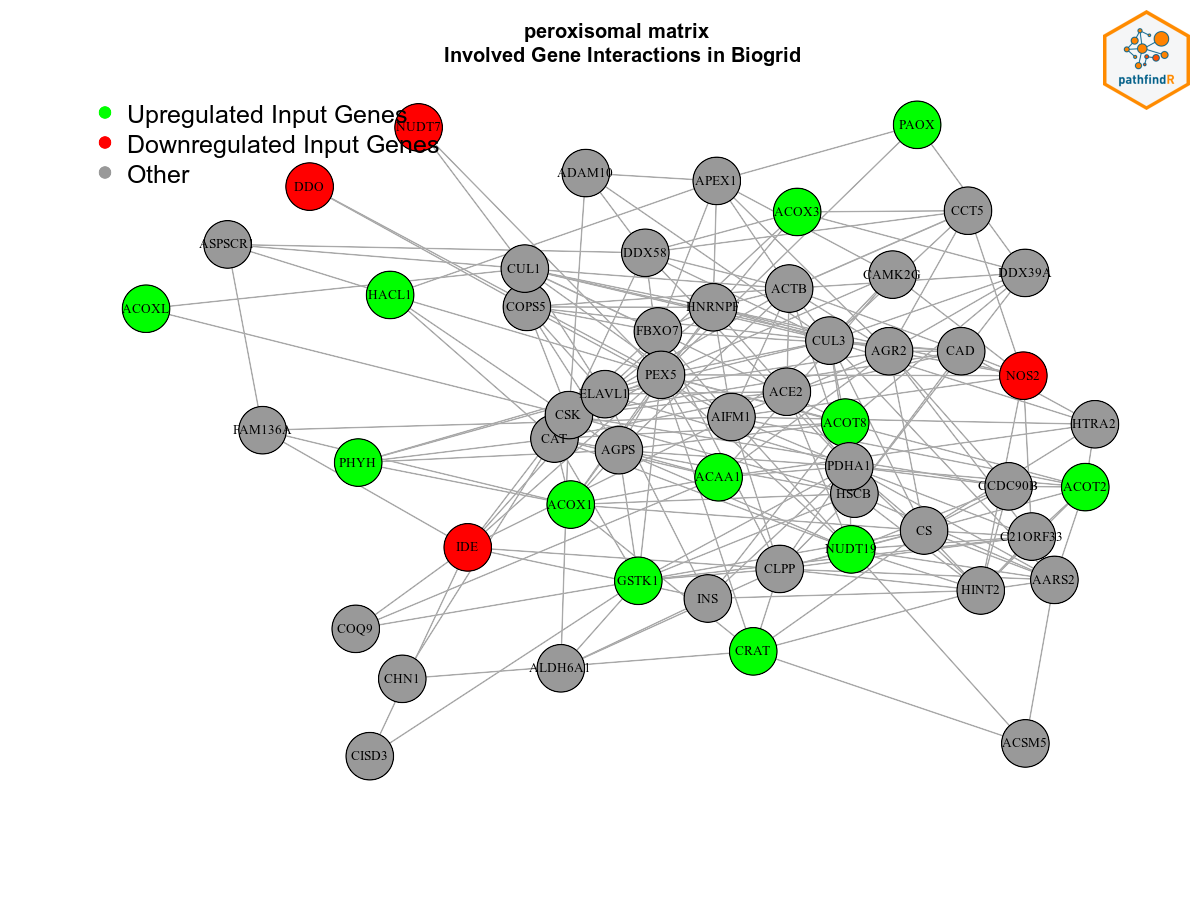 peroxisomal matrix
Involved Gene Interactions in Biogrid
pathfindR
Upregulated Input Genes
Downregulated Input Genes
Other
NUDT7
PAOX
ADAM10
APEX1
DDO
ACOX3
CCT5
ASPSCR1
DDX58
CUL1
CAMK2G
DDX39A
ACTB
HACL1
COPS5
HNRNPF
ACOXL
FBXO7
CUL3
AGR2
CAD
PEX5
NOS2
ELAVL1
ACE2
CSK
AIFM1
ACOT8
HTRA2
FAM136A
CAT
AGPS
PHYH
PDHA1
ACAA1
HSCB
CCDC90B
ACOT2
ACOX1
CS
C21ORF33
IDE
NUDT19
CLPP
GSTK1
AARS2
HINT2
INS
COQ9
CRAT
ALDH6A1
CHN1
ACSM5
CISD3